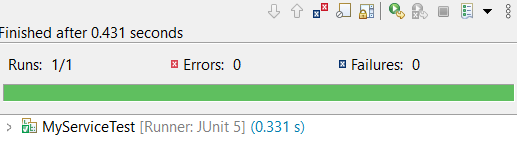 Finished after 0.431 seconds
Runs: 1/1 Errors: 0 Failures: 0
MyServiceTest [Runner: JUnit 5] (0.331 s)